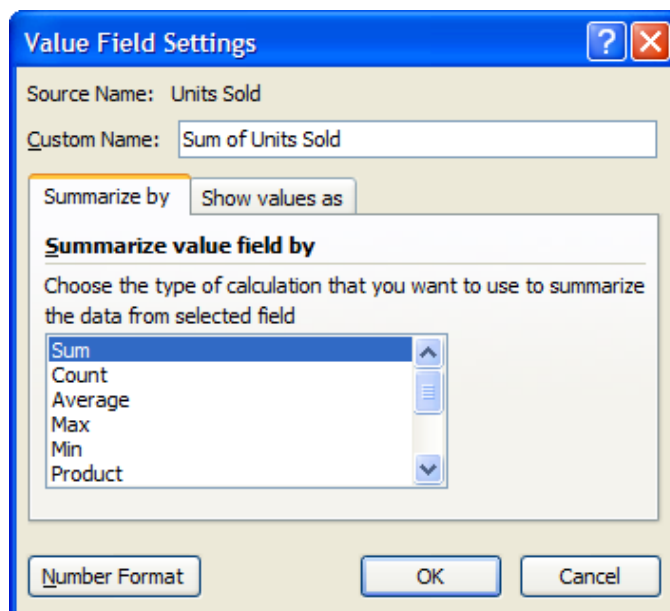 Value Field Settings
?
Source Name: Units Sold
Custom Name: Sum of Units Sold
Summarize by Show values as
Summarize value field by
Choose the type of calculation that you want to use to summarize
the data from selected field
Sum
Count
Average
Max
Min
Product
Number Format OK Cancel